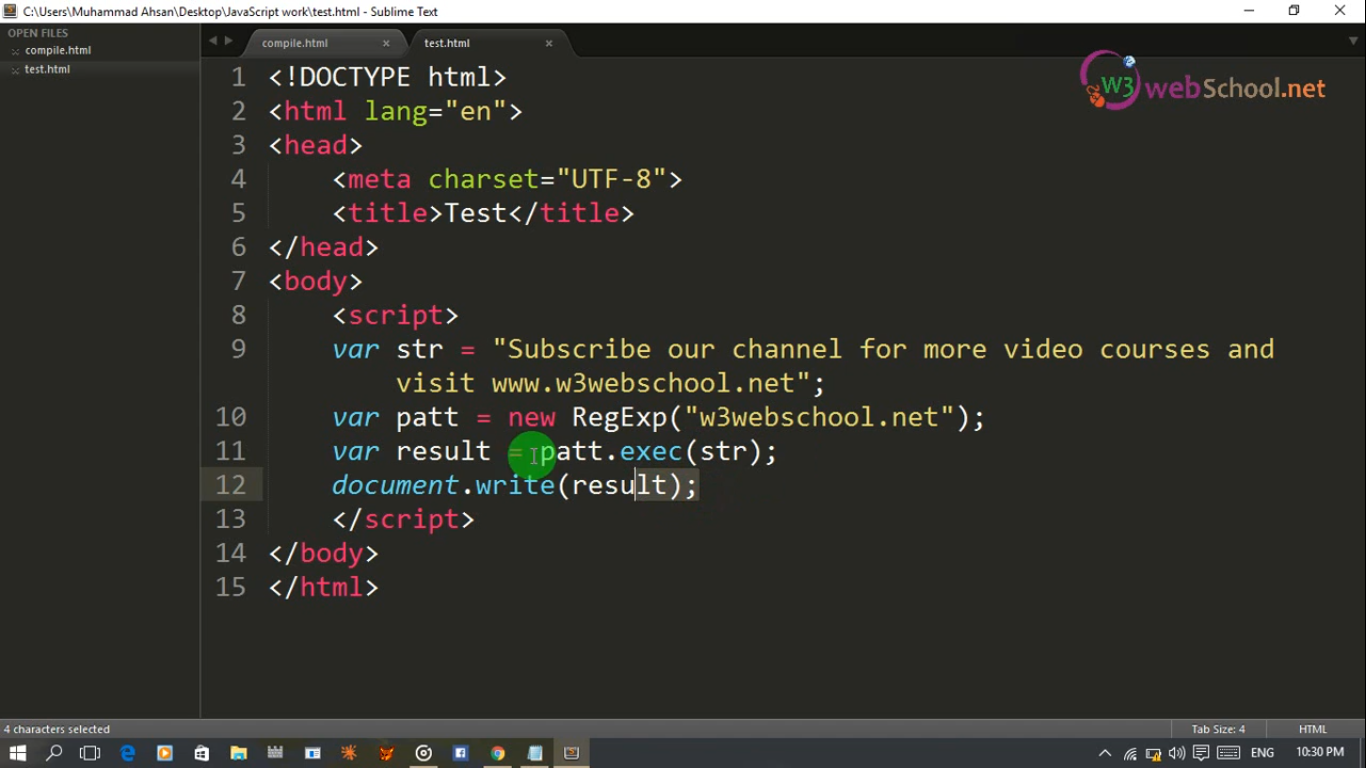 C:\Users\Muhammad Ahsan\Desktop\JavaScript work\test.html - Sublime Text
OPEN FILES
compile.html
test.html
compile.html
test.html
W3 webSchool.net
1 <!DOCTYPE html>
2 <html lang="en">
3 <head>
4 <meta charset="UTF-8">
5 <title>Test</title>
6 </head>
7 <body>
8 <script>
9 var str = "Subscribe our channel for more video courses and
visit www.w3webschool.net";
10 var patt = new RegExp("w3webschool.net");
11 var result = patt.exec(str);
12 document.write(result);
13 </script>
14 </body>
15 </html>
4 characters selected
Tab Size: 4
HTML
ENG
10:30 PM